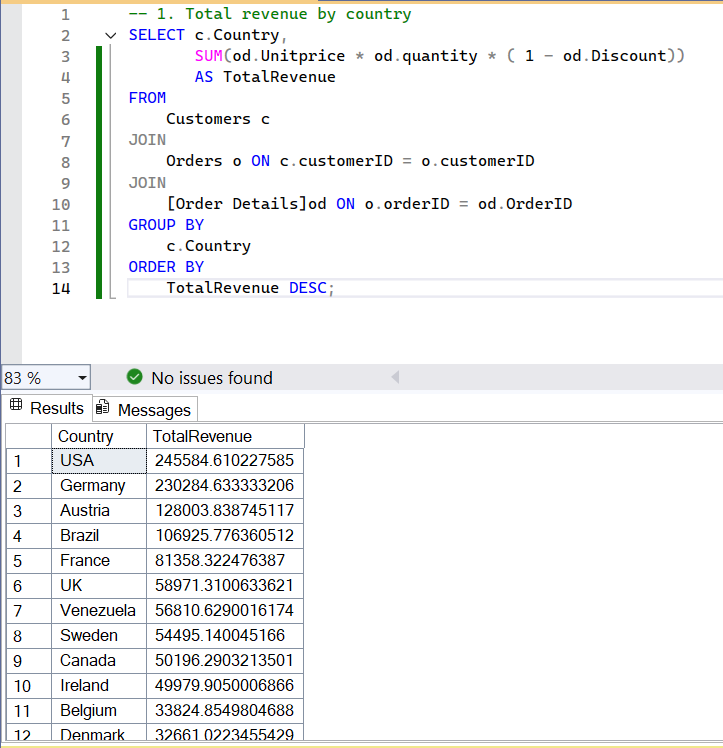 1 -- 1. Total revenue by country
2 SELECT c.Country,
3 SUM(od.Unitprice * od.quantity * ( 1 - od.Discount))
4 AS TotalRevenue
5 FROM
6 Customers c
7 JOIN
8 Orders o ON c.customerID = o.customerID
9 JOIN
10 [Order Details]od ON o.orderID = od.OrderID
11 GROUP BY
12 c.Country
13 ORDER BY
14 TotalRevenue DESC;
83 % No issues found
Results Messages
Country TotalRevenue
1 USA 245584.610227585
2 Germany 230284.633333206
3 Austria 128003.838745117
4 Brazil 106925.776360512
5 France 81358.322476387
6 UK 58971.3100633621
7 Venezuela 56810.6290016174
8 Sweden 54495.140045166
9 Canada 50196.2903213501
10 Ireland 49979.9050006866
11 Belgium 33824.8549804688
12 Denmark 32661.0223455429